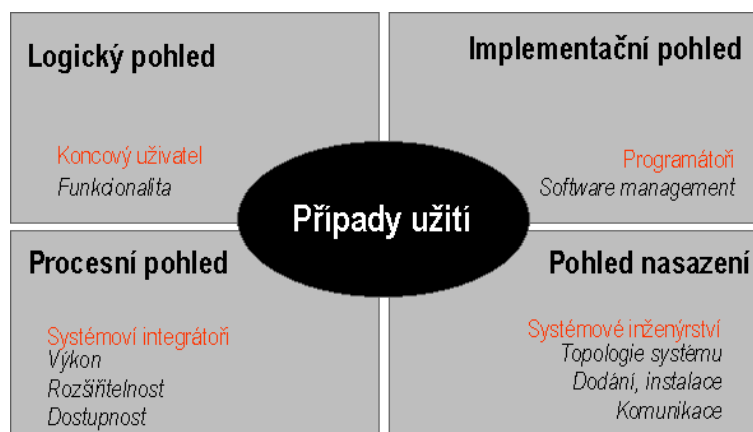 Logický pohled
Koncový uživatel
Funkcionalita
Implementační pohled
Programátoři
Software management
Případy užití
Procesní pohled
Systémoví integrátoři
Výkon
Rozšiřitelnost
Dostupnost
Pohled nasazení
Systémové inženýrství
Topologie systému
Dodání, instalace
Komunikace